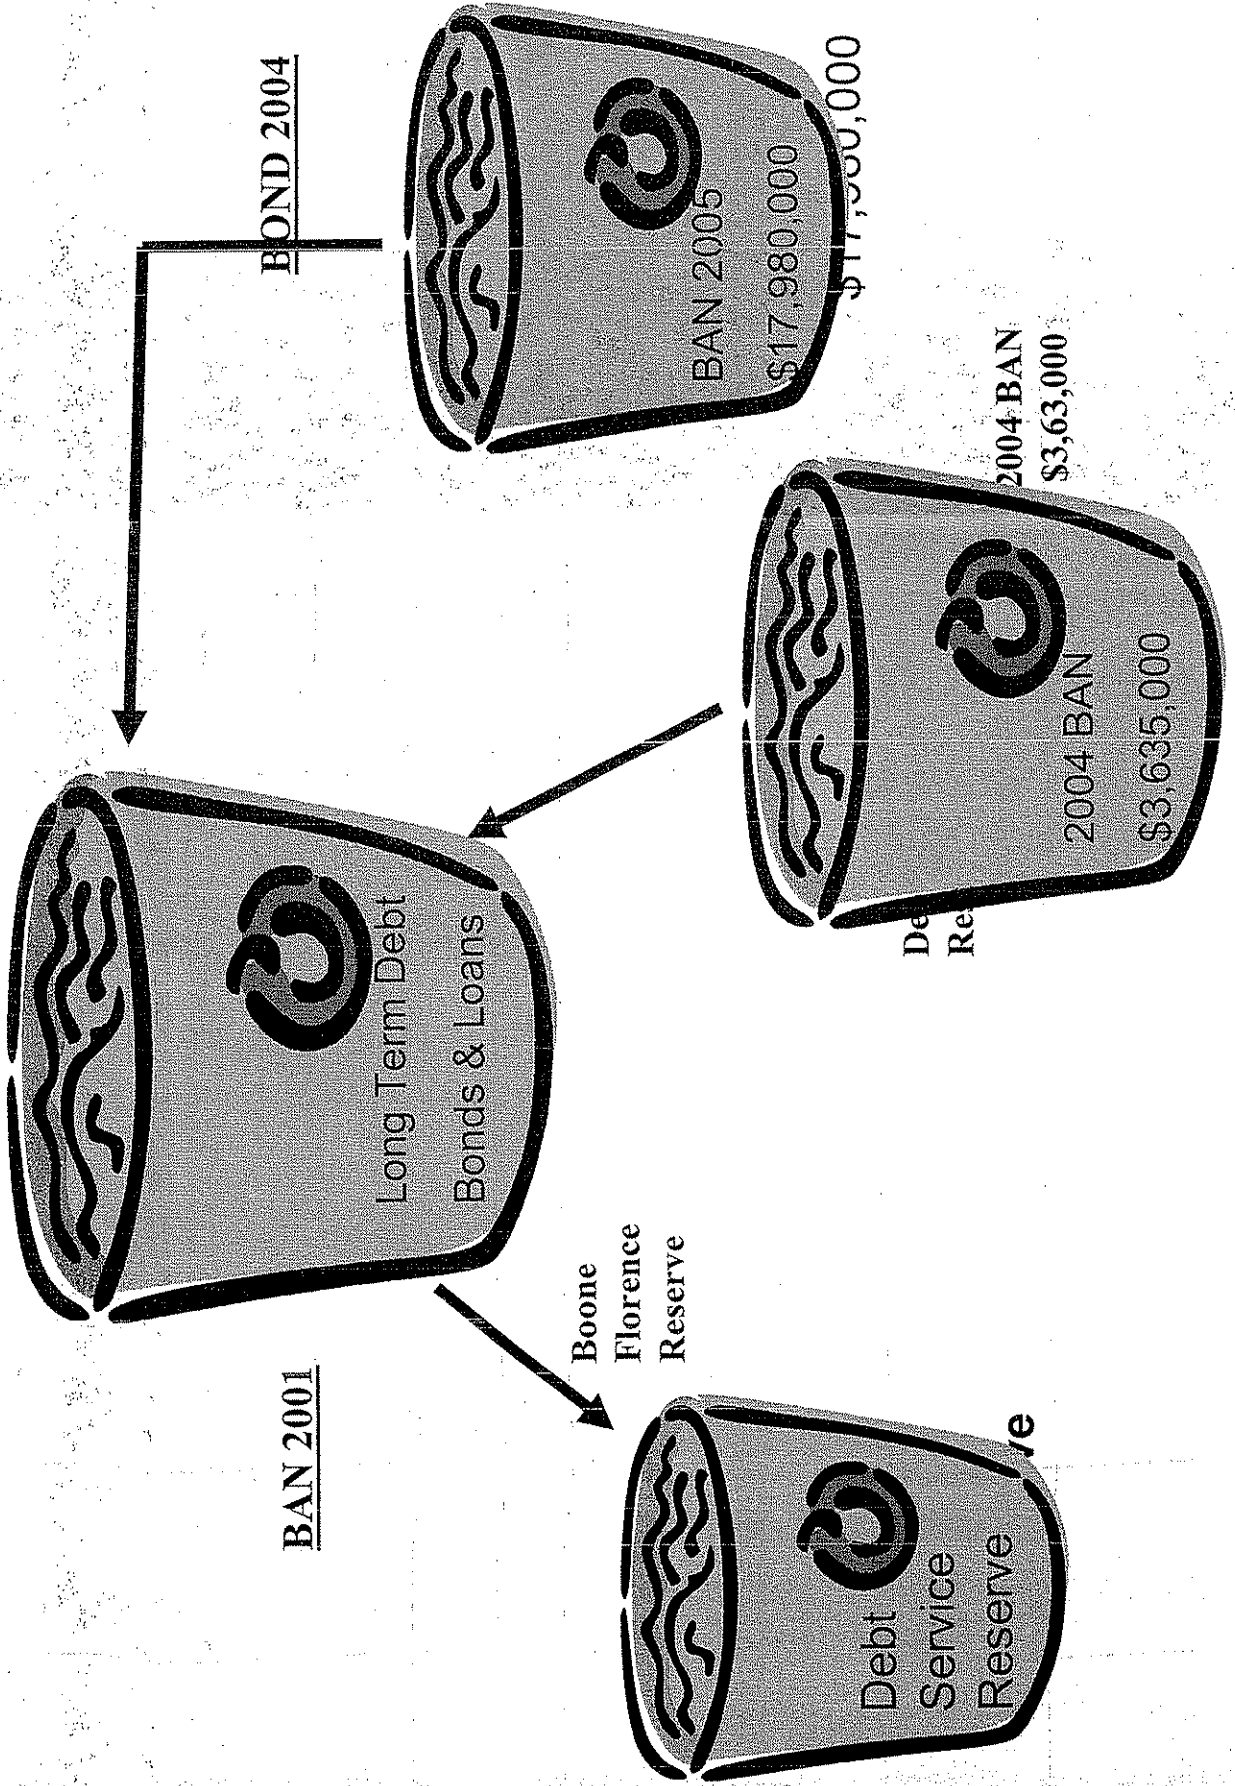 BAN 2001
BOND 2004
Long Term Debt
Bonds & Loans
BAN 2005
$17,980,000
Boone
Florence
Reserve
2004 BAN
$3,63,000
2004 BAN
$3,635,000
Debt
Service
Reserve